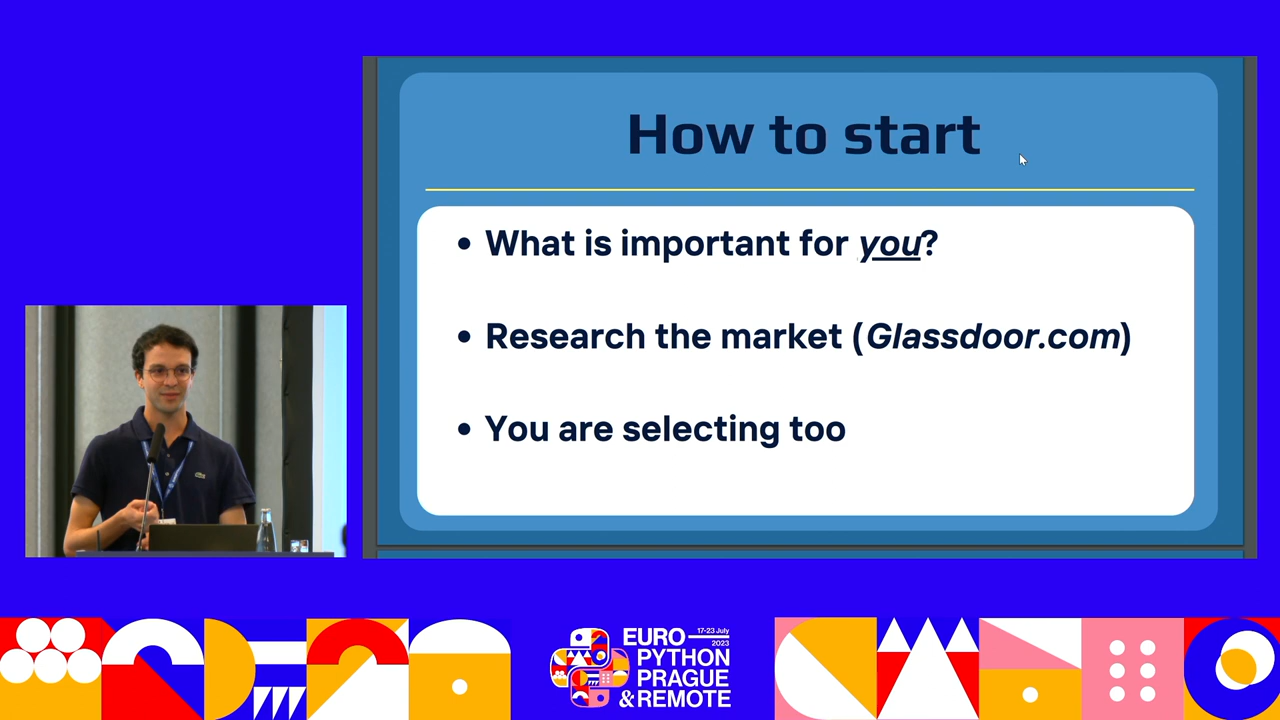 How to start
• What is important for you?
• Research the market (Glassdoor.com)
• You are selecting too
EURO 17-23 July
2023
PYTHON
PRAGUE
& REMOTE